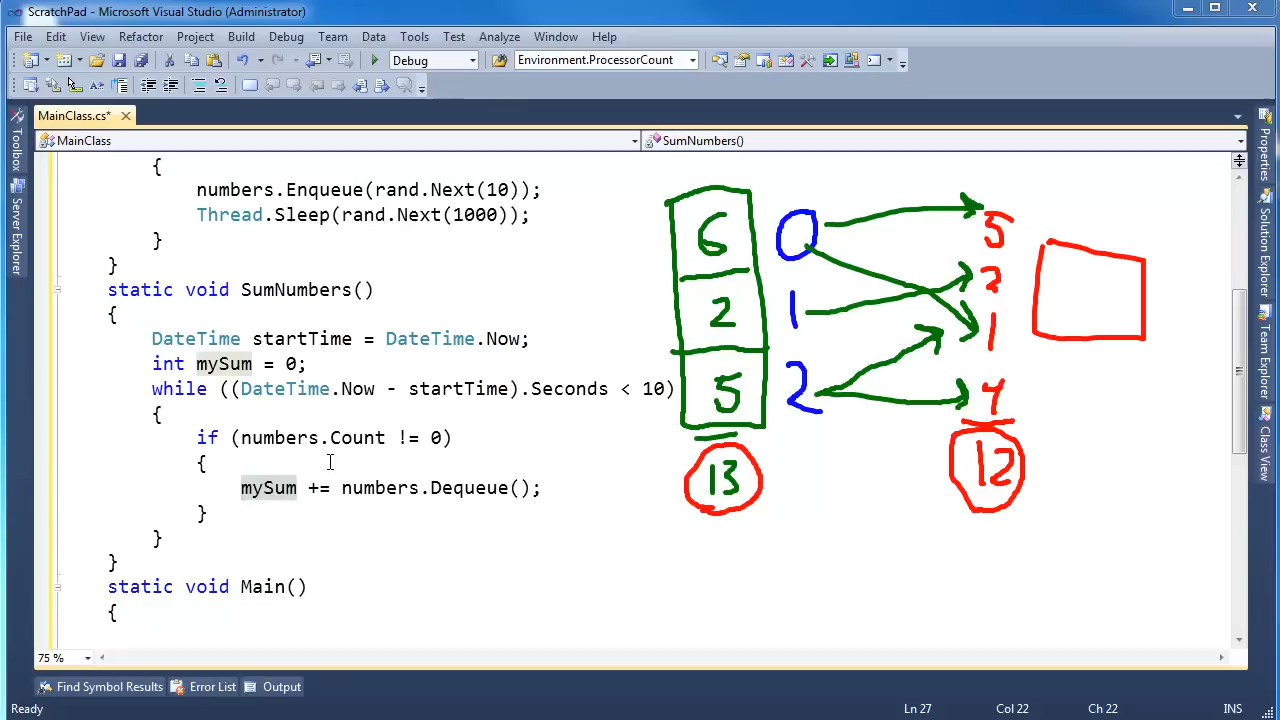 ScratchPad - Microsoft Visual Studio (Administrator)
File Edit View Refactor Project Build Debug Team Data Tools Test Analyze Window Help
Debug Environment.ProcessorCount
MainClass.cs*
MainClass SumNumbers()
{
numbers.Enqueue(rand.Next(10));
Thread.Sleep(rand.Next(1000));
}
}
static void SumNumbers()
{
DateTime startTime = DateTime.Now;
int mySum = 0;
while ((DateTime.Now - startTime).Seconds < 10)
{
if (numbers.Count != 0)
{
mySum += numbers.Dequeue();
}
}
}
static void Main()
{
6 0 5
2 1 2
1
5 2 4
13 12
Toolbox
Server Explorer
Properties
Solution Explorer
Team Explorer
Class View
75 %
Find Symbol Results Error List Output
Ready Ln 27 Col 22 Ch 22 INS